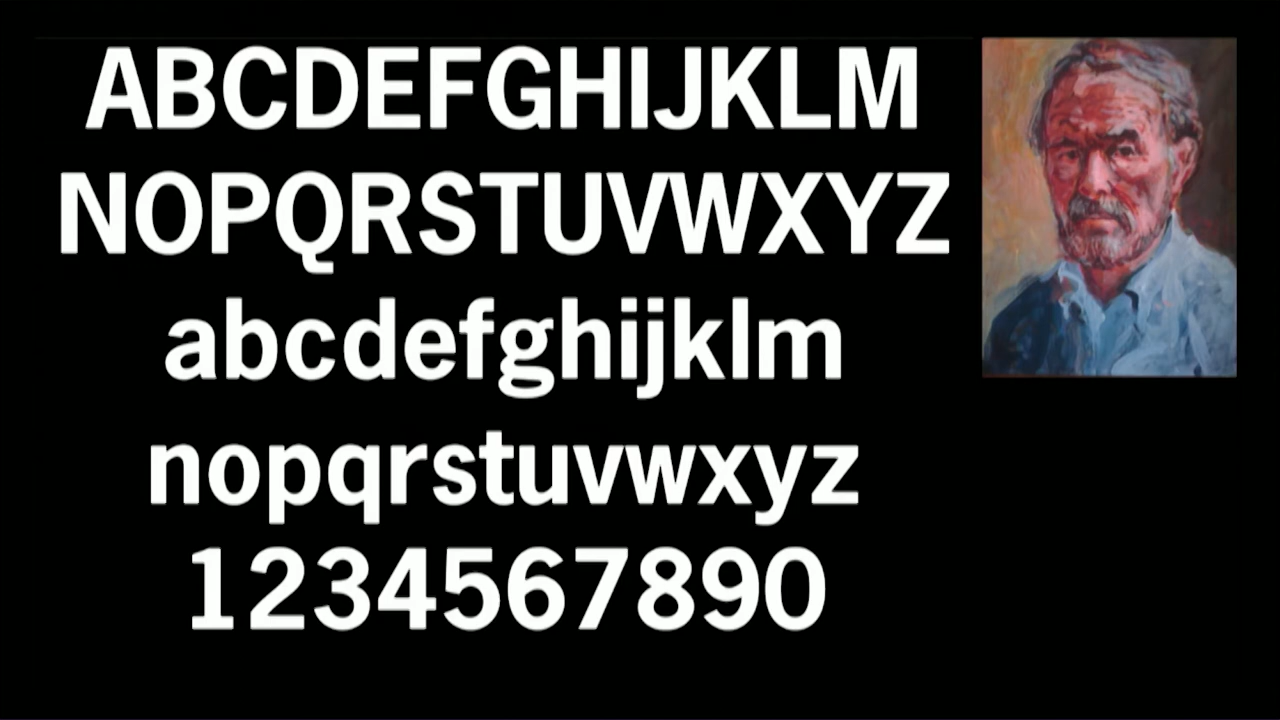 ABCDEFGHIJKLM
NOPQRSTUVWXYZ
abcdefghijklm
nopqrstuvwxyz
1234567890